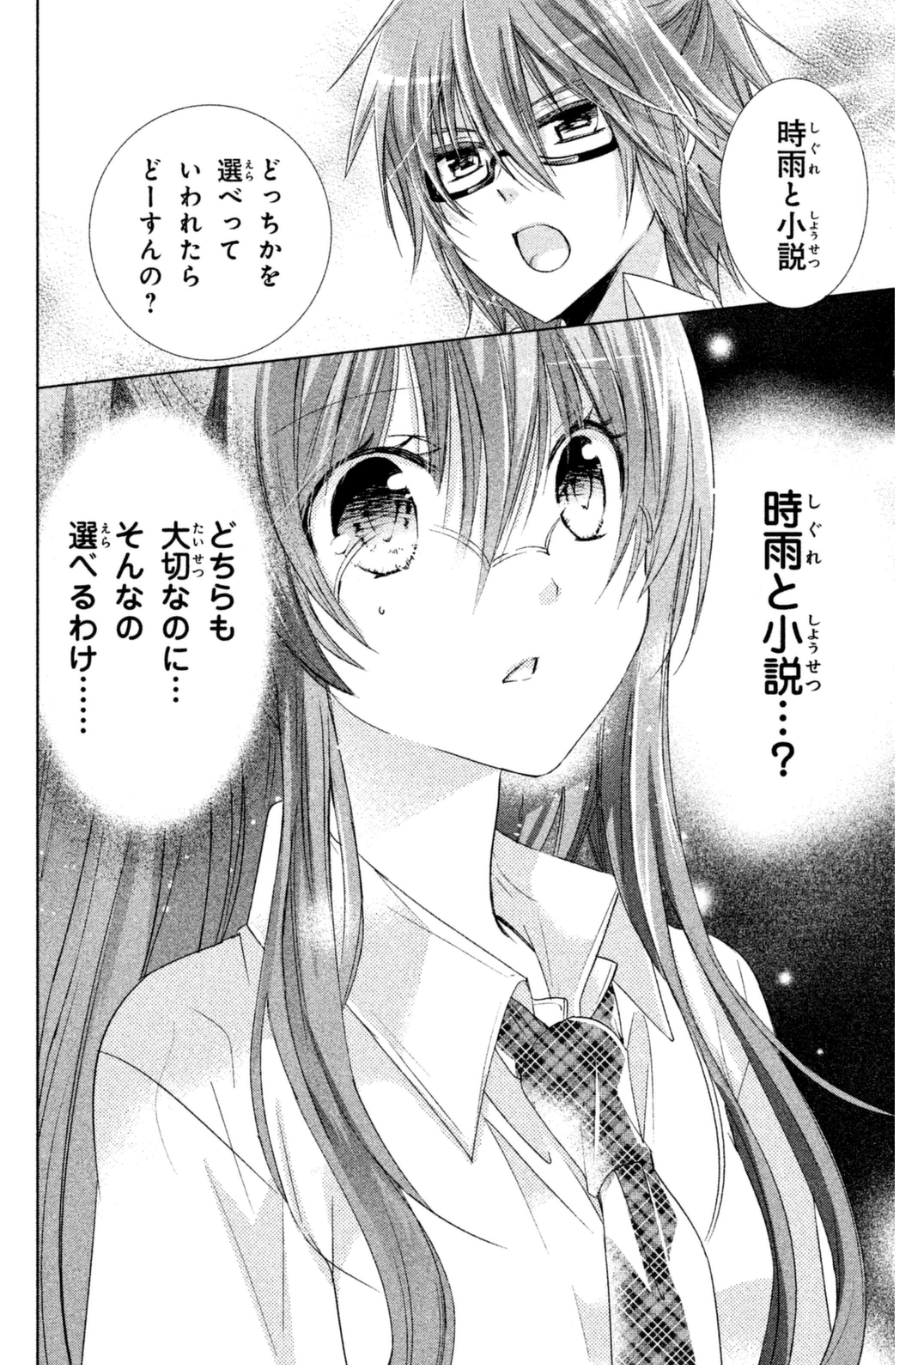 時雨と小説
どっちかを
選べって
いわれたら
どーすんの?
時雨と小説…?
どちらも
大切なのに…
そんなの
選べるわけ……